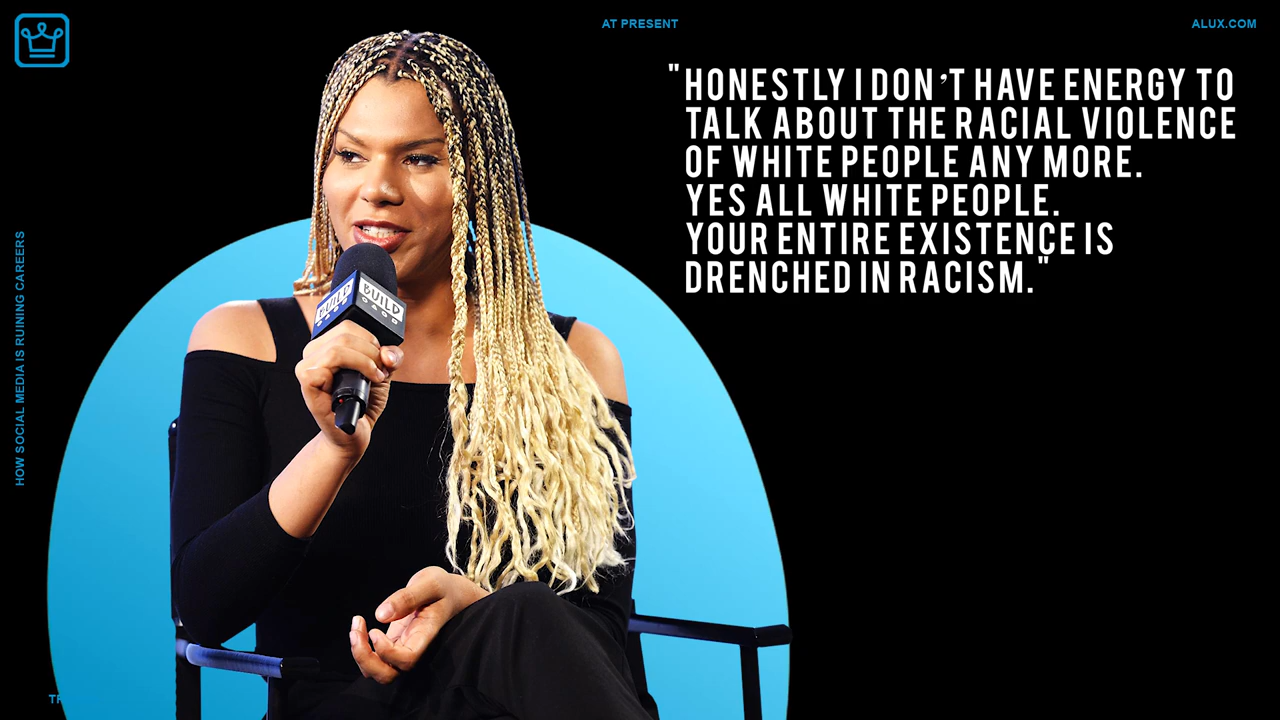 AT PRESENT
ALUX.COM
"HONESTLY I DON'T HAVE ENERGY TO
TALK ABOUT THE RACIAL VIOLENCE
OF WHITE PEOPLE ANY MORE.
YES ALL WHITE PEOPLE.
YOUR ENTIRE EXISTENCE IS
DRENCHED IN RACISM."
HOW SOCIAL MEDIA IS RUINING CAREERS
BUILD